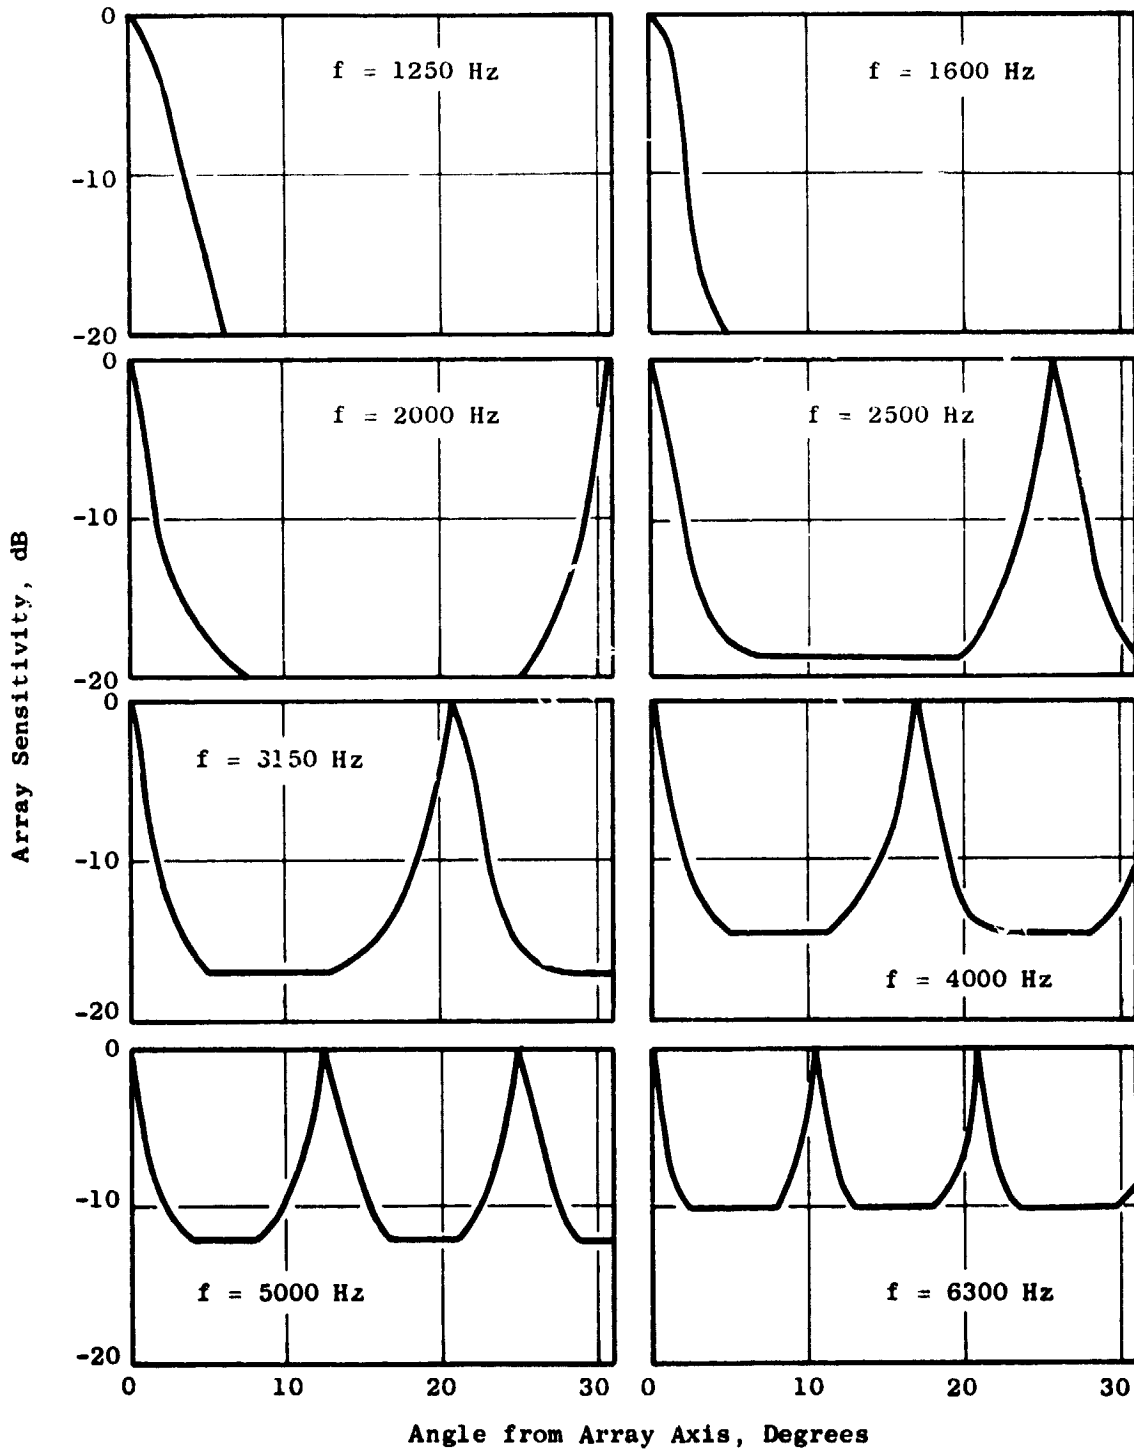 0
f = 1250 Hz
f = 1600 Hz
-10
-20
0
f = 2000 Hz
f = 2500 Hz
-10
-20
0
f = 3150 Hz
-10
f = 4000 Hz
-20
0
-10
f = 5000 Hz
f = 6300 Hz
-20
0 10 20 30 0 10 20 30
Angle from Array Axis, Degrees
Array Sensitivity, dB